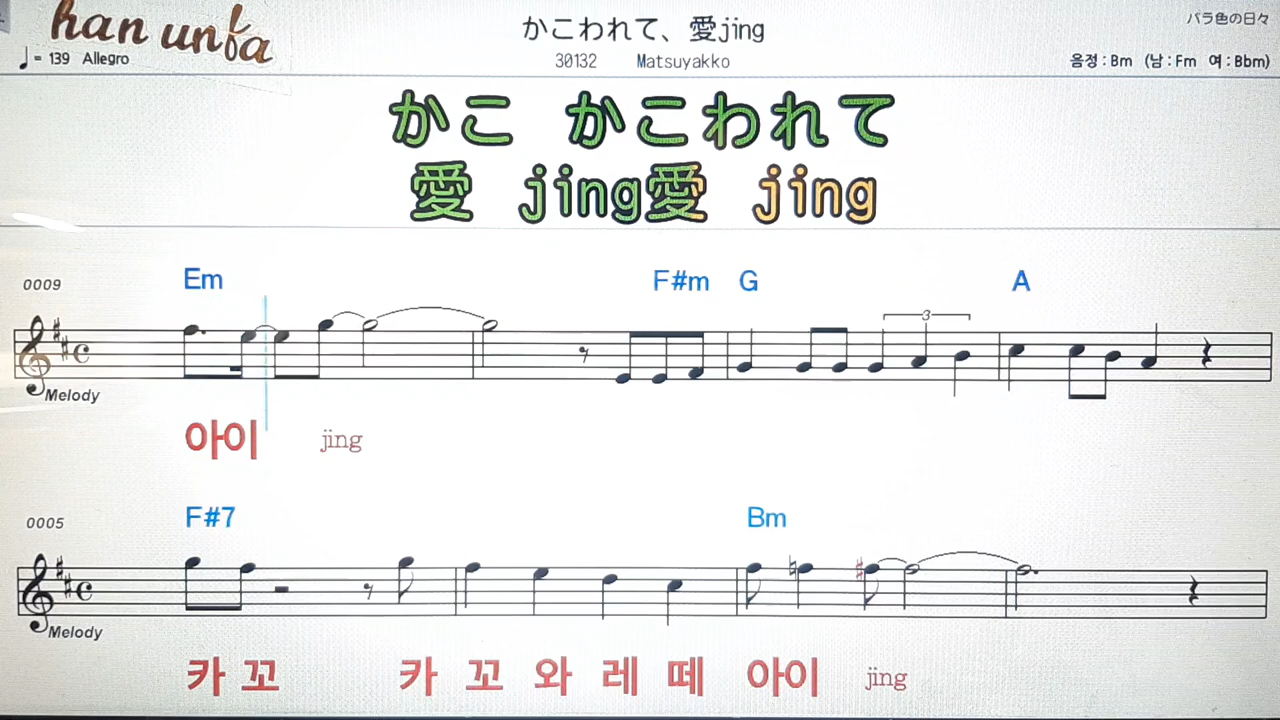 han unfa
♩ = 139 Allegro
かこわれて、愛jing
30132 Matsuyakko
バラ色の日々
음정 : Bm (남 : Fm 여 : Bbm)
かこ かこわれて
愛 jing愛 jing
0009 Em F#m G A
3
Melody
아이 jing
0005 F#7 Bm
Melody
카 꼬 카 꼬 와 레 떼 아이 jing